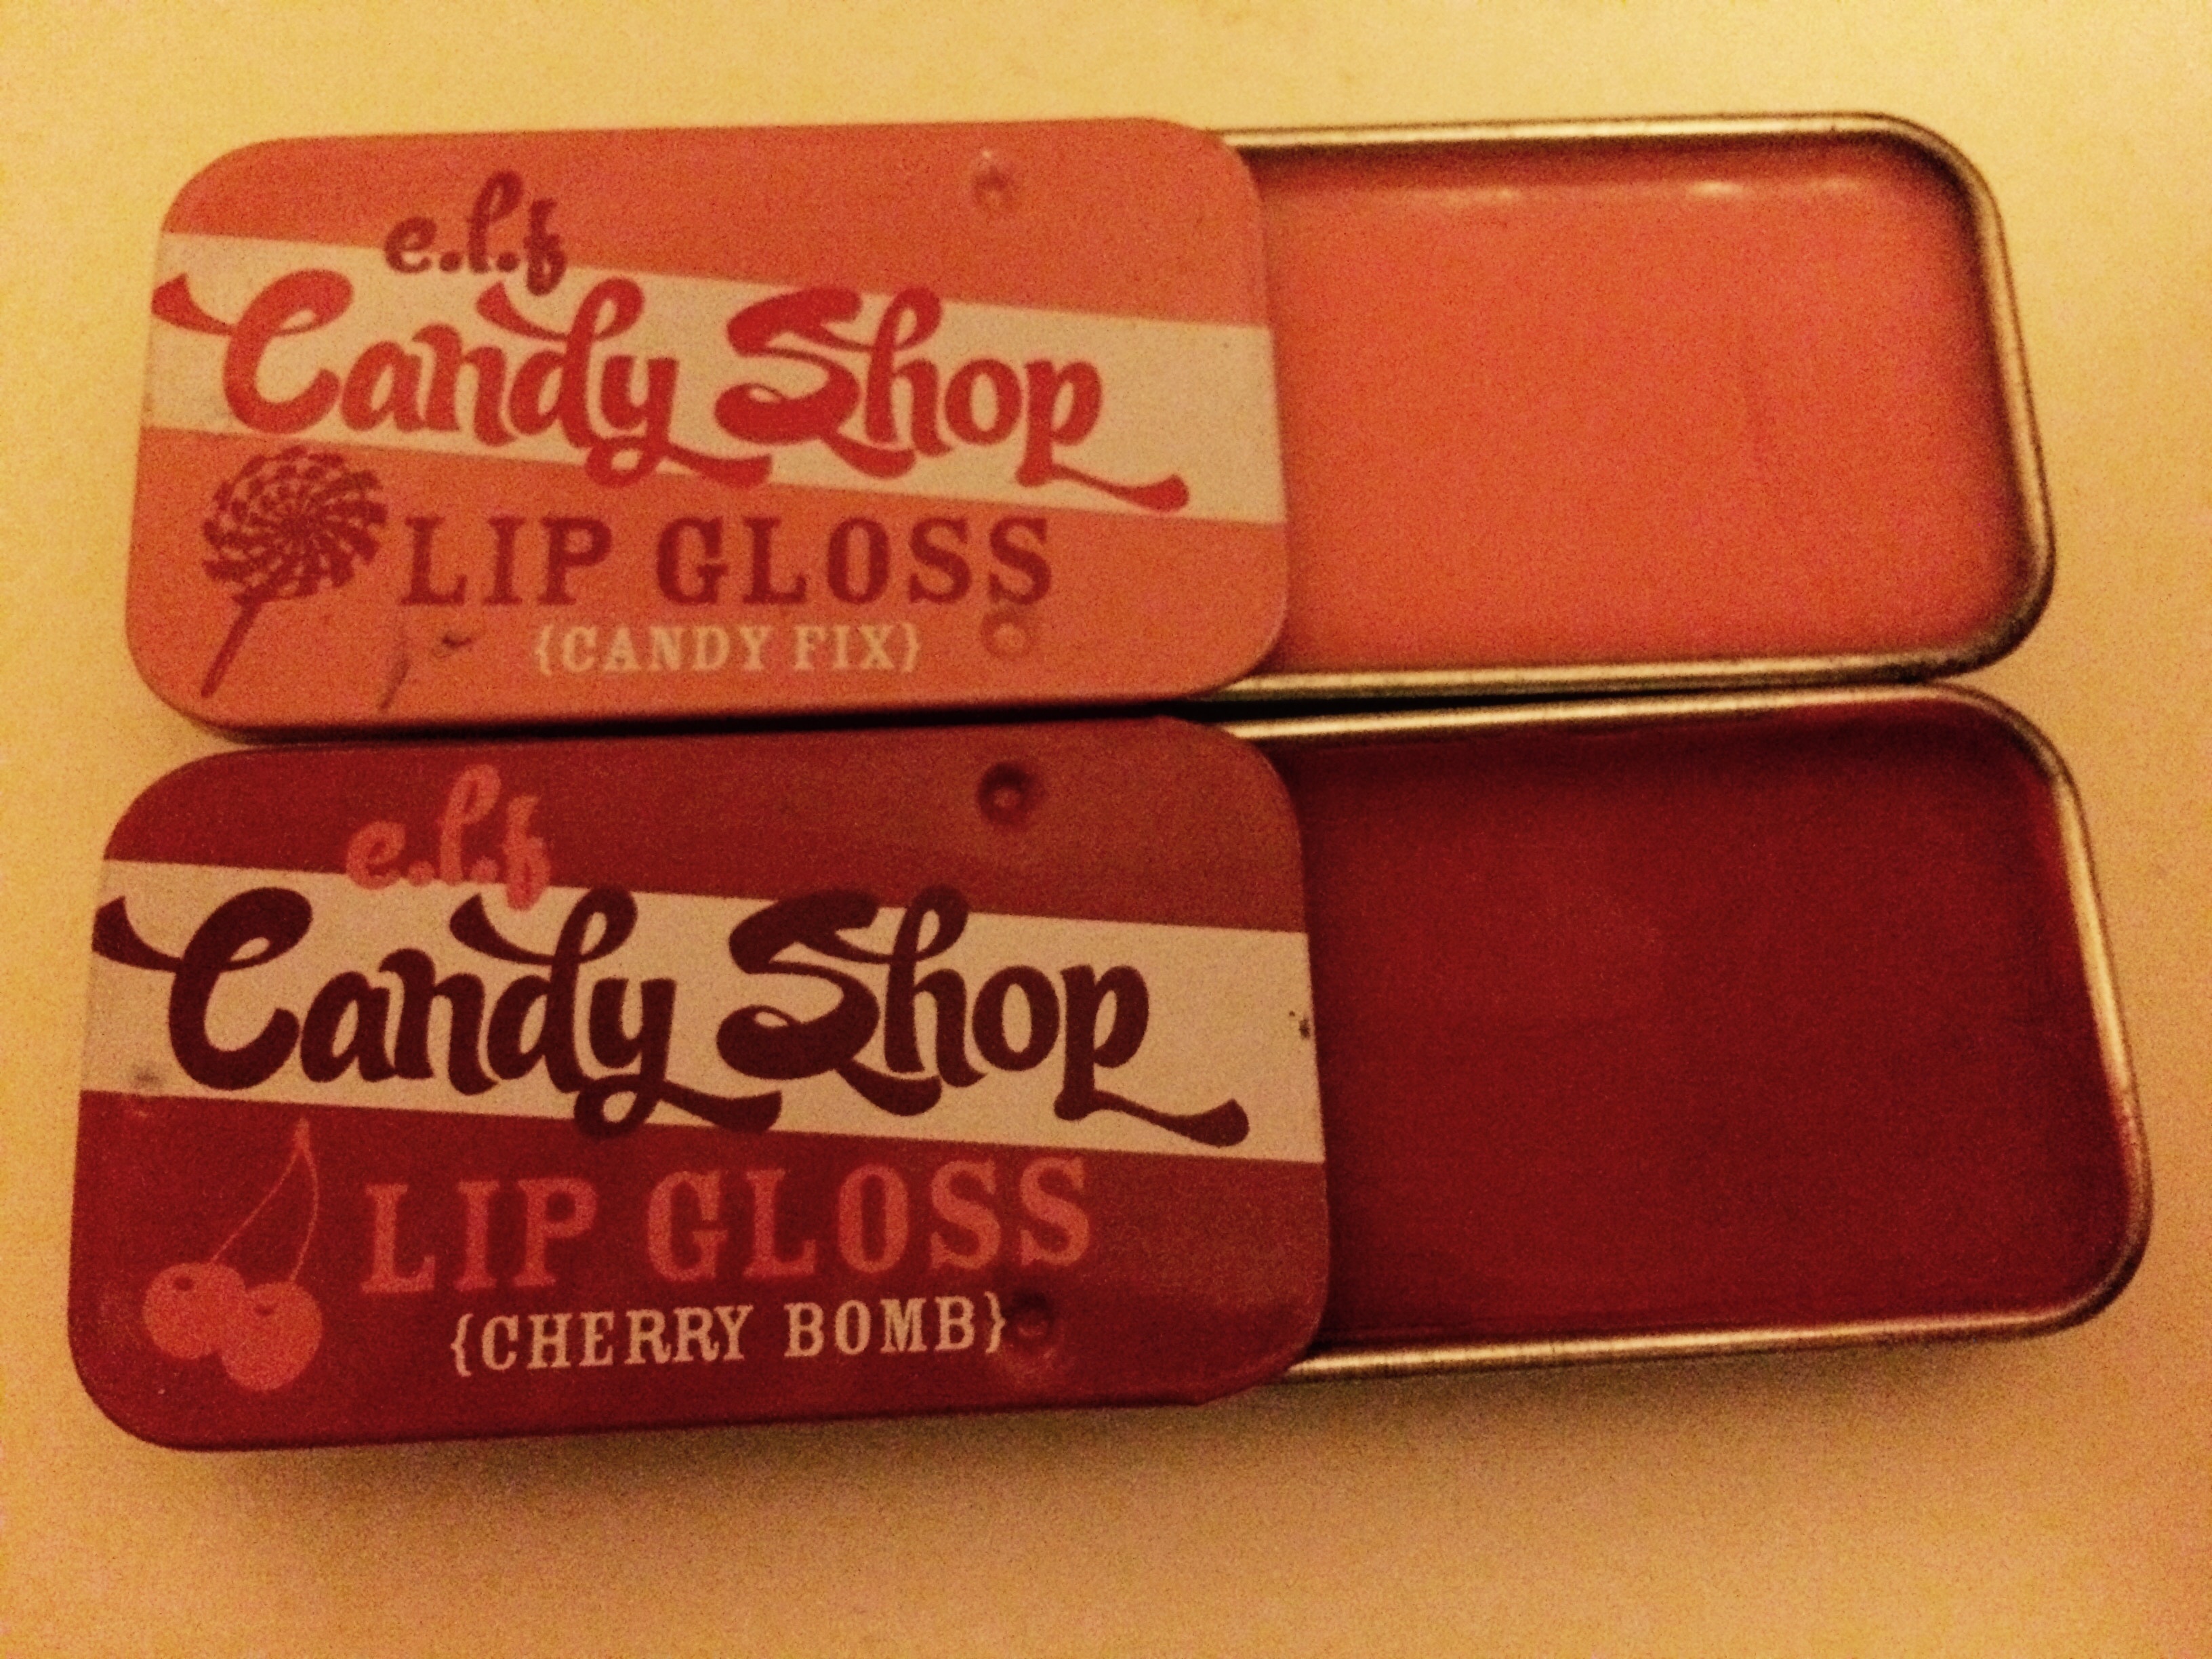 e.l.f
Candy Shop
LIP GLOSS
{CANDY FIX}
e.l.f
Candy Shop
LIP GLOSS
{CHERRY BOMB}